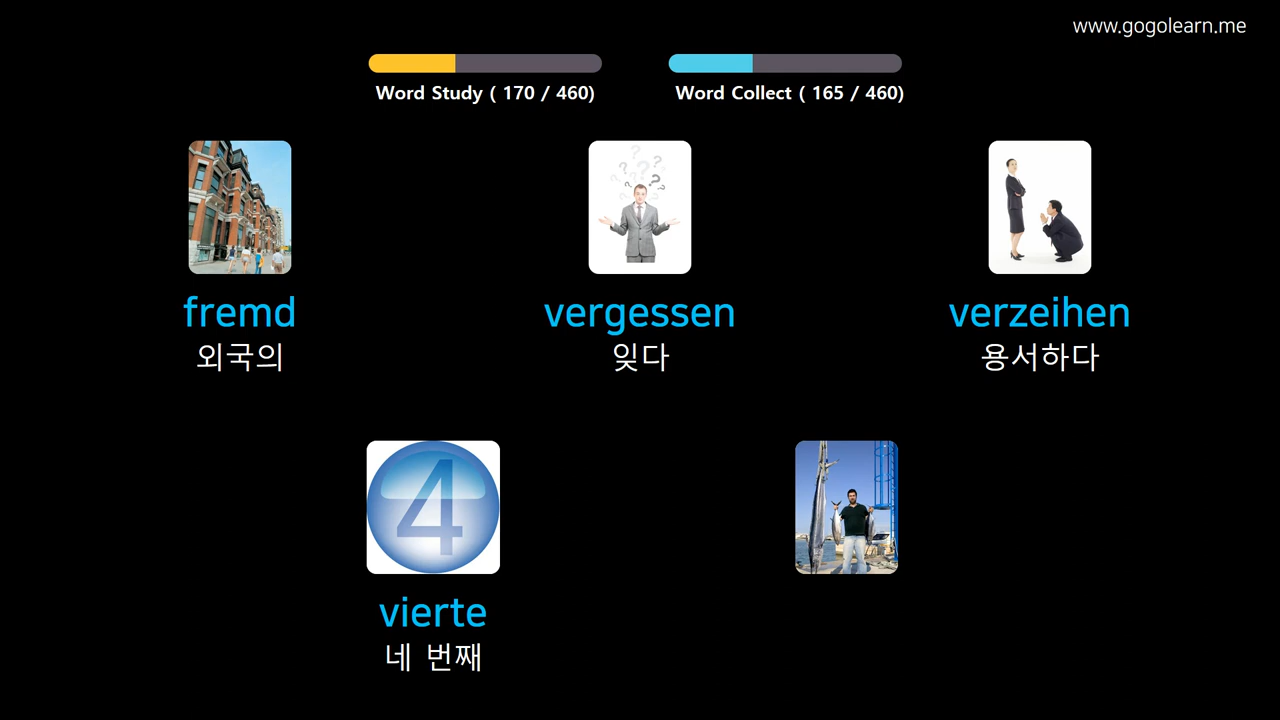 www.gogolearn.me
Word Study ( 170 / 460)
Word Collect ( 165 / 460)
fremd
외국의
vergessen
잊다
verzeihen
용서하다
4
vierte
네 번째